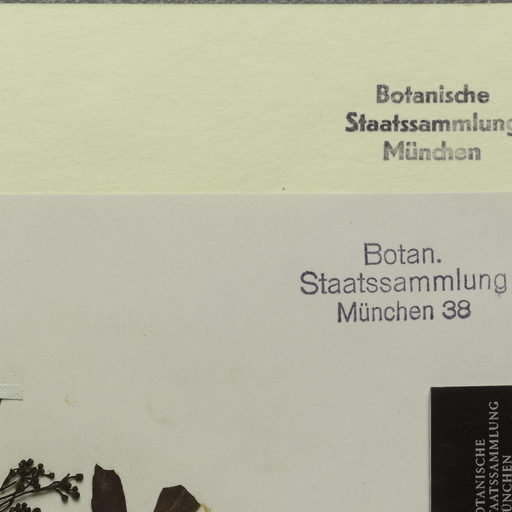 Botanische
Staatssammlung
München
Botan.
Staatssammlung
München 38
BOTANISCHE
STAATSSAMMLUNG
MÜNCHEN